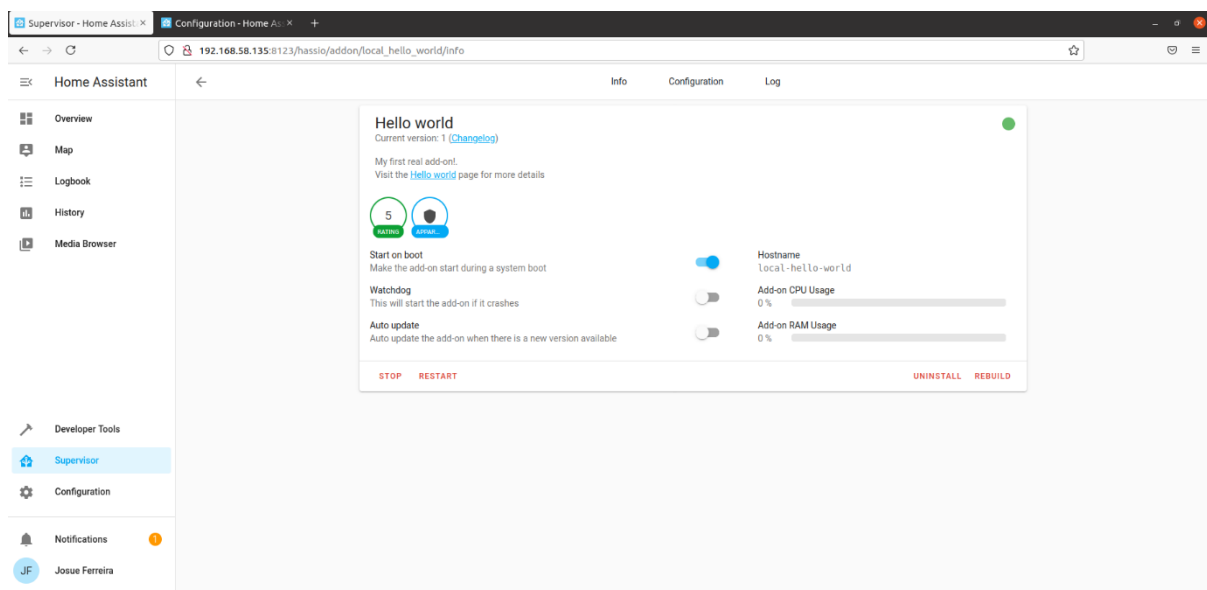 Supervisor - Home Assist
Configuration - Home As
192.168.58.135:8123/hassio/addon/local_hello_world/info
Home Assistant
Info
Configuration
Log
Overview
Map
Logbook
History
Media Browser
Developer Tools
Supervisor
Configuration
Notifications
1
JF
Josue Ferreira
Hello world
Current version: 1 (Changelog)
My first real add-on!.
Visit the Hello world page for more details
5
RATING
APPAR...
Start on boot
Make the add-on start during a system boot
Watchdog
This will start the add-on if it crashes
Auto update
Auto update the add-on when there is a new version available
Hostname
local-hello-world
Add-on CPU Usage
0 %
Add-on RAM Usage
0 %
STOP
RESTART
UNINSTALL
REBUILD